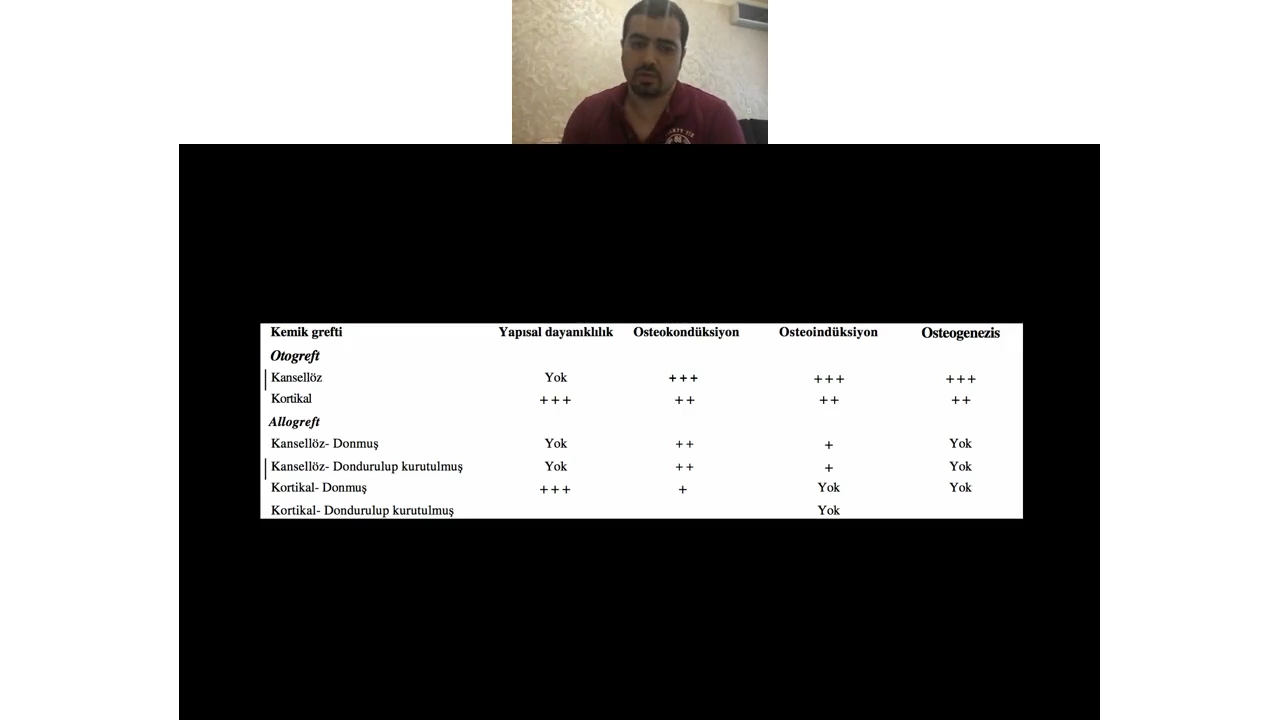 Kemik grefti Yapısal dayanıklılık Osteokondüksiyon Osteoindüksiyon Osteogenezis
Otogreft
Kansellöz Yok +++ +++ +++
Kortikal +++ ++ ++ ++
Allogreft
Kansellöz- Donmuş Yok ++ + Yok
Kansellöz- Dondurulup kurutulmuş Yok ++ + Yok
Kortikal- Donmuş +++ + Yok Yok
Kortikal- Dondurulup kurutulmuş Yok